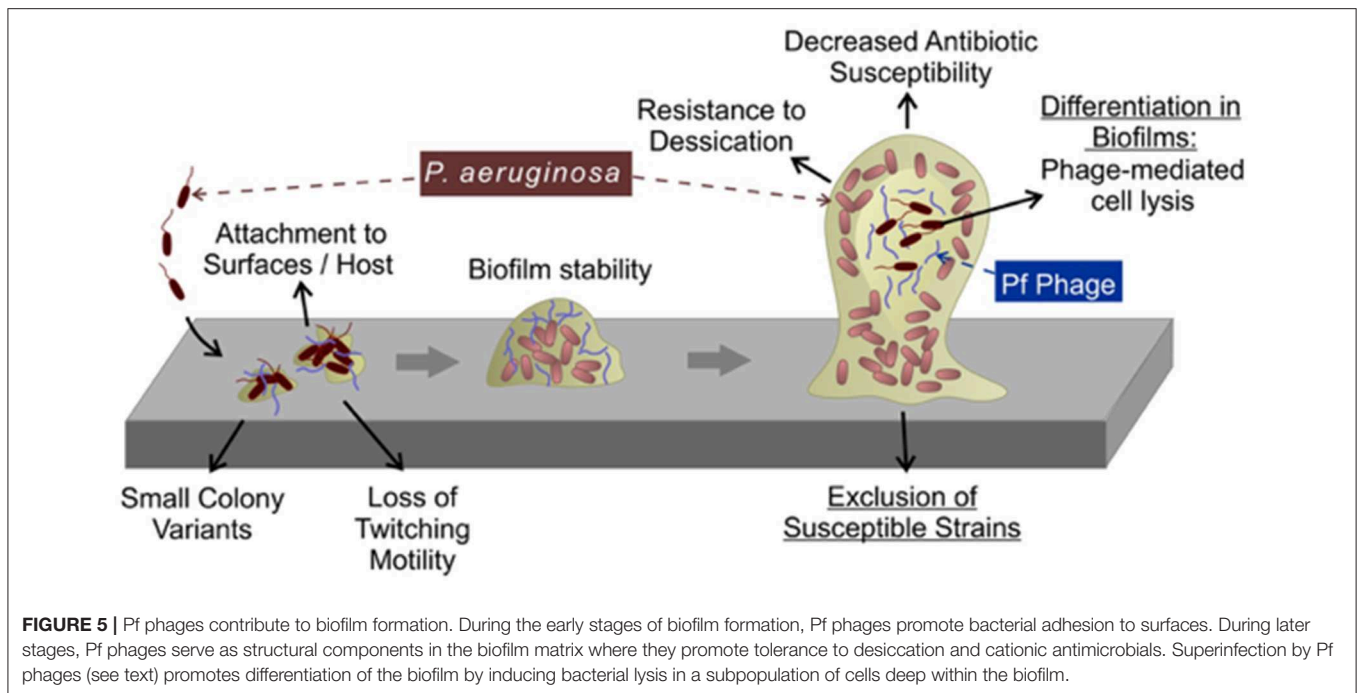 Decreased Antibiotic
Susceptibility
Resistance to
Dessication
Differentiation in
Biofilms:
Phage-mediated
cell lysis
P. aeruginosa
Attachment to
Surfaces / Host
Biofilm stability
Pf Phage
Small Colony
Variants
Loss of
Twitching
Motility
Exclusion of
Susceptible Strains
FIGURE 5 | Pf phages contribute to biofilm formation. During the early stages of biofilm formation, Pf phages promote bacterial adhesion to surfaces. During later
stages, Pf phages serve as structural components in the biofilm matrix where they promote tolerance to desiccation and cationic antimicrobials. Superinfection by Pf
phages (see text) promotes differentiation of the biofilm by inducing bacterial lysis in a subpopulation of cells deep within the biofilm.